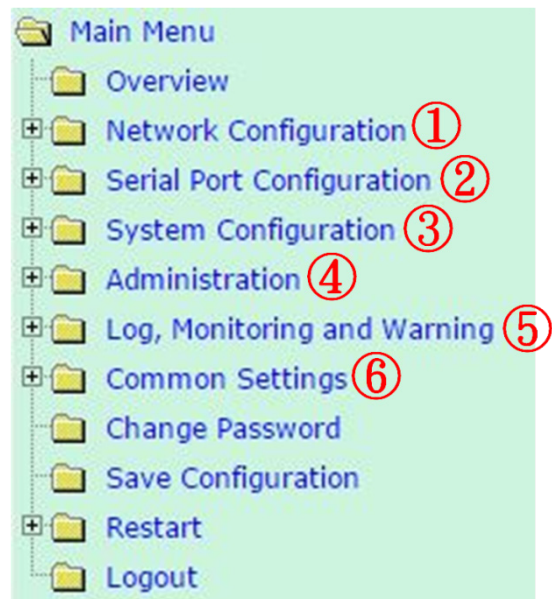 Main Menu
Overview
Network Configuration ①
Serial Port Configuration ②
System Configuration ③
Administration ④
Log, Monitoring and Warning ⑤
Common Settings ⑥
Change Password
Save Configuration
Restart
Logout